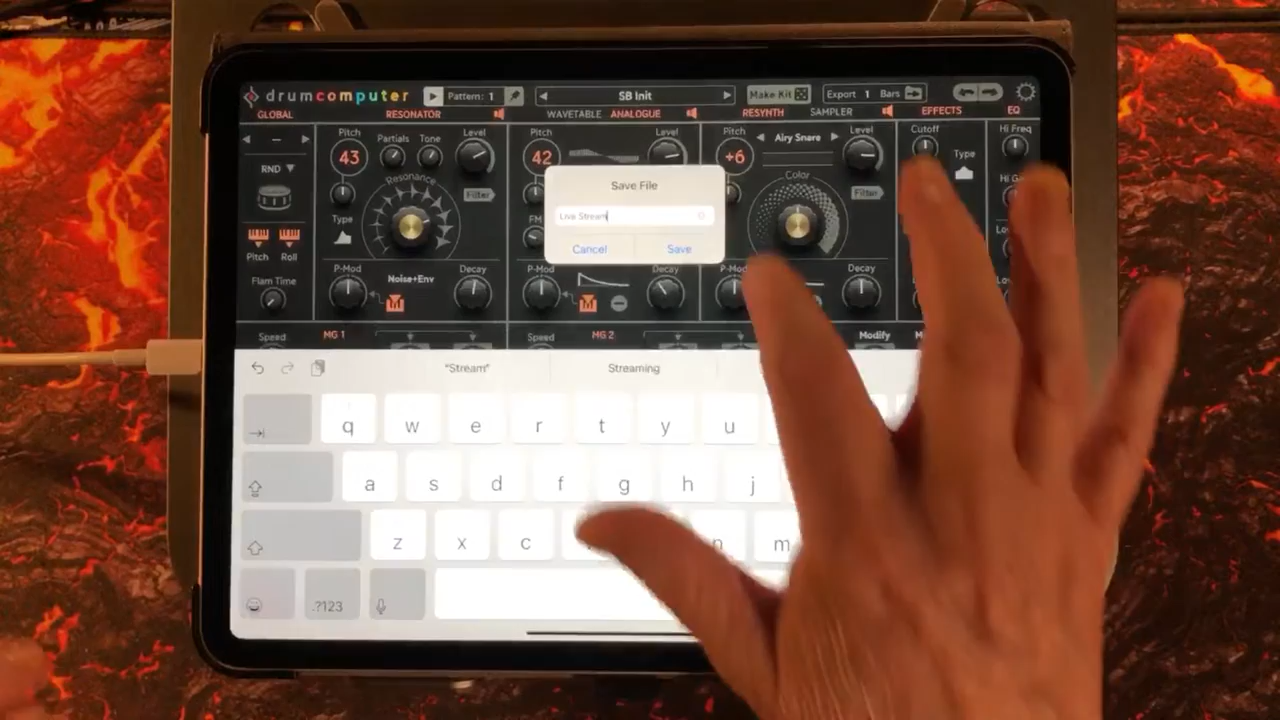 drumcomputer Pattern: 1 SB Init Make Kit Export 1 Bars
GLOBAL RESONATOR WAVETABLE ANALOGUE RESYNTH SAMPLER EFFECTS EQ
Pitch Partials Tone Level Pitch Level Pitch Airy Snare Level Cutoff Hi Freq
43 42 +6 Type
RND Resonance Save File Color
Filter Filter
Type FM Live Stream
Pitch Roll Cancel Save
P-Mod Noise+Env Decay P-Mod Decay P-Mod Decay
Flam Time
Speed MG 1 Speed MG 2 Modify
"Stream" Streaming
q w e r t y u
a s d f g h j
z x c n m
.?123